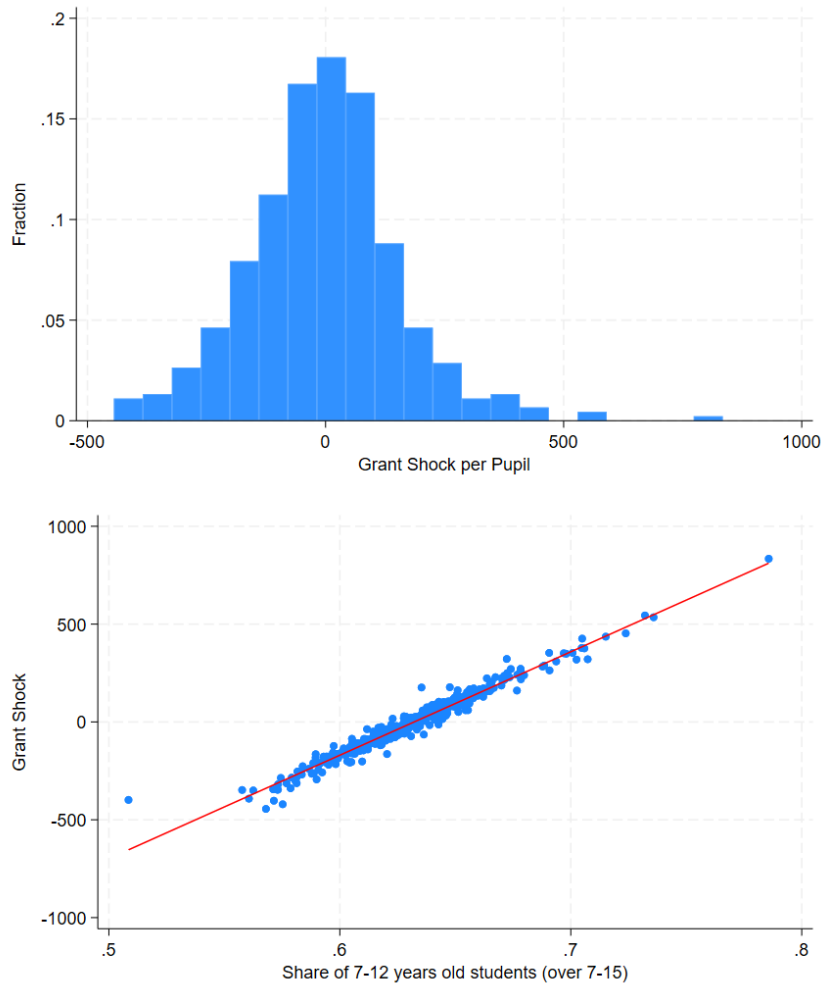 .2
.15
.1
.05
0
Fraction
-500 0 500 1000
Grant Shock per Pupil
1000
500
0
-500
-1000
Grant Shock
.5 .6 .7 .8
Share of 7-12 years old students (over 7-15)